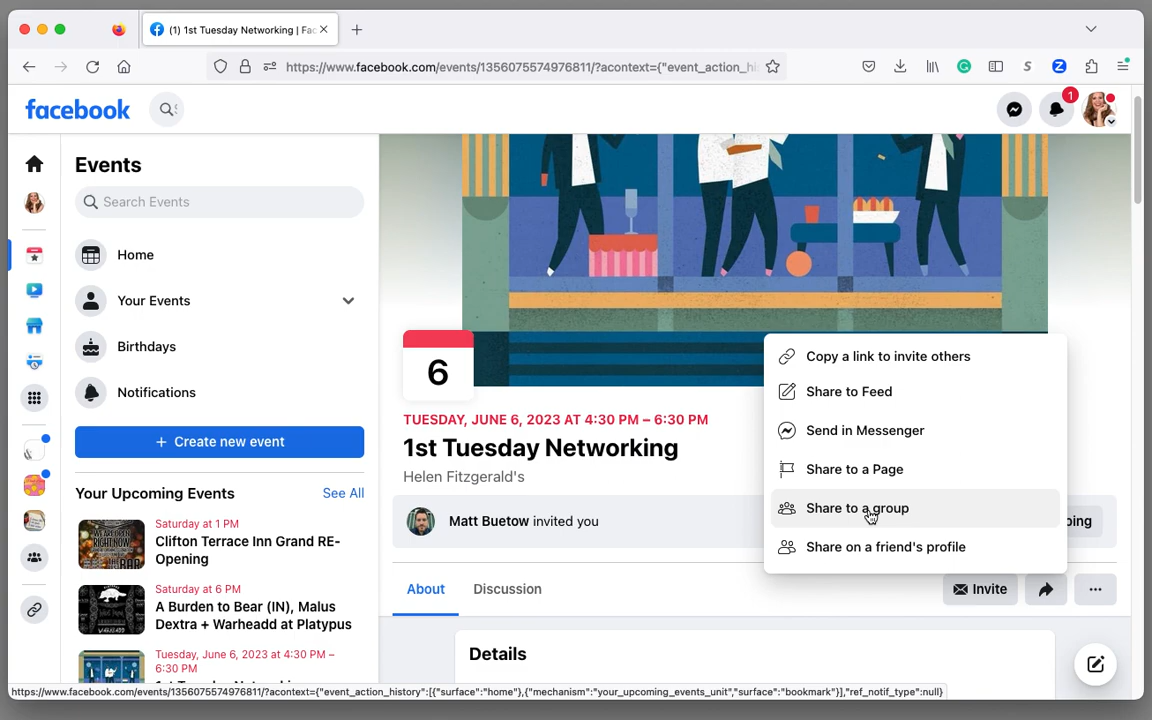 (1) 1st Tuesday Networking | Fac
https://www.facebook.com/events/1356075574976811/?acontext={"event_action_hi
facebook
1
Events
Search Events
Home
Your Events
Birthdays
Notifications
+ Create new event
Your Upcoming Events
See All
Saturday at 1 PM
Clifton Terrace Inn Grand RE-
Opening
Saturday at 6 PM
A Burden to Bear (IN), Malus
Dextra + Warheadd at Platypus
Tuesday, June 6, 2023 at 4:30 PM –
6:30 PM
6
TUESDAY, JUNE 6, 2023 AT 4:30 PM – 6:30 PM
1st Tuesday Networking
Helen Fitzgerald's
Matt Buetow invited you
Copy a link to invite others
Share to Feed
Send in Messenger
Share to a Page
Share to a group
Share on a friend's profile
About
Discussion
Invite
Details
https://www.facebook.com/events/1356075574976811/?acontext={"event_action_history":[{"surface":"home"},{"mechanism":"your_upcoming_events_unit","surface":"bookmark"}],"ref_notif_type":null}